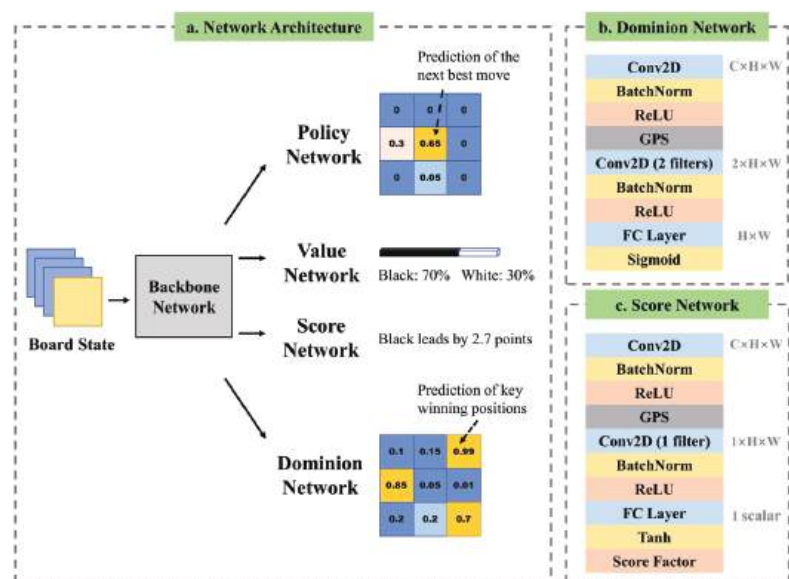 a. Network Architecture
Prediction of the
next best move
0 0 0
0.3 0.65 0
0 0.05 0
Policy
Network
Value
Network
Black: 70% White: 30%
Backbone
Network
Board State
Score
Network
Black leads by 2.7 points
Prediction of key
winning positions
Dominion
Network
0.1 0.15 0.99
0.85 0.05 0.01
0.2 0.2 0.7
b. Dominion Network
Conv2D C×H×W
BatchNorm
ReLU
GPS
Conv2D (2 filters) 2×H×W
BatchNorm
ReLU
FC Layer H×W
Sigmoid
c. Score Network
Conv2D C×H×W
BatchNorm
ReLU
GPS
Conv2D (1 filter) 1×H×W
BatchNorm
ReLU
FC Layer 1 scalar
Tanh
Score Factor